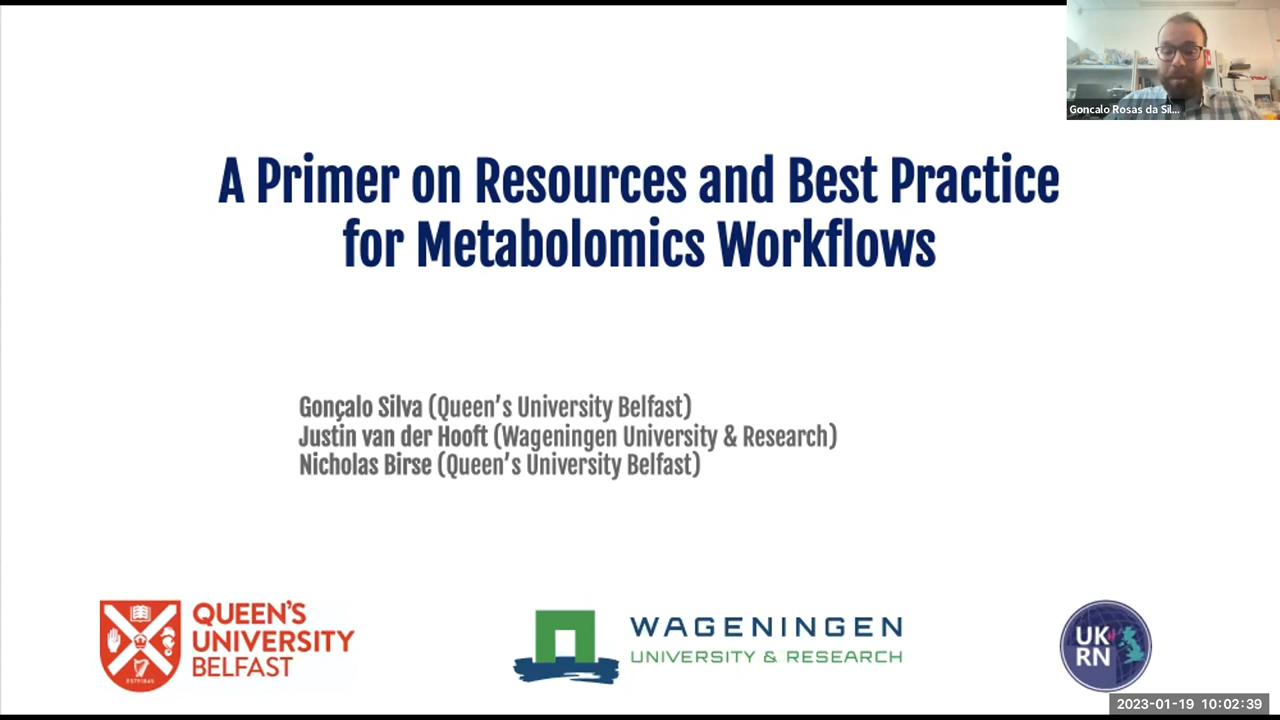 Goncalo Rosas da Sil...
A Primer on Resources and Best Practice
for Metabolomics Workflows
Gonçalo Silva (Queen's University Belfast)
Justin van der Hooft (Wageningen University & Research)
Nicholas Birse (Queen's University Belfast)
QUEEN'S
UNIVERSITY
BELFAST
ESTD1845
WAGENINGEN
UNIVERSITY & RESEARCH
UK
RN
2023-01-19 10:02:39